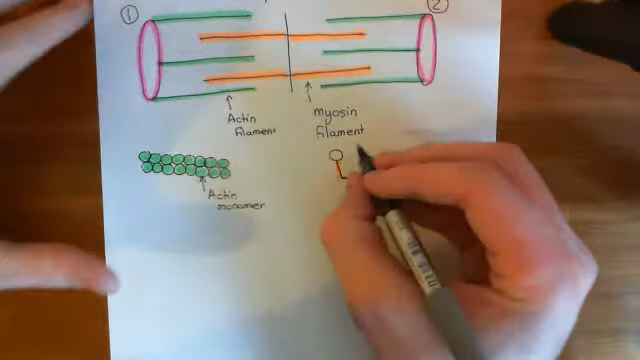 ①
②
Actin
filament
Myosin
filament
Actin
monomer